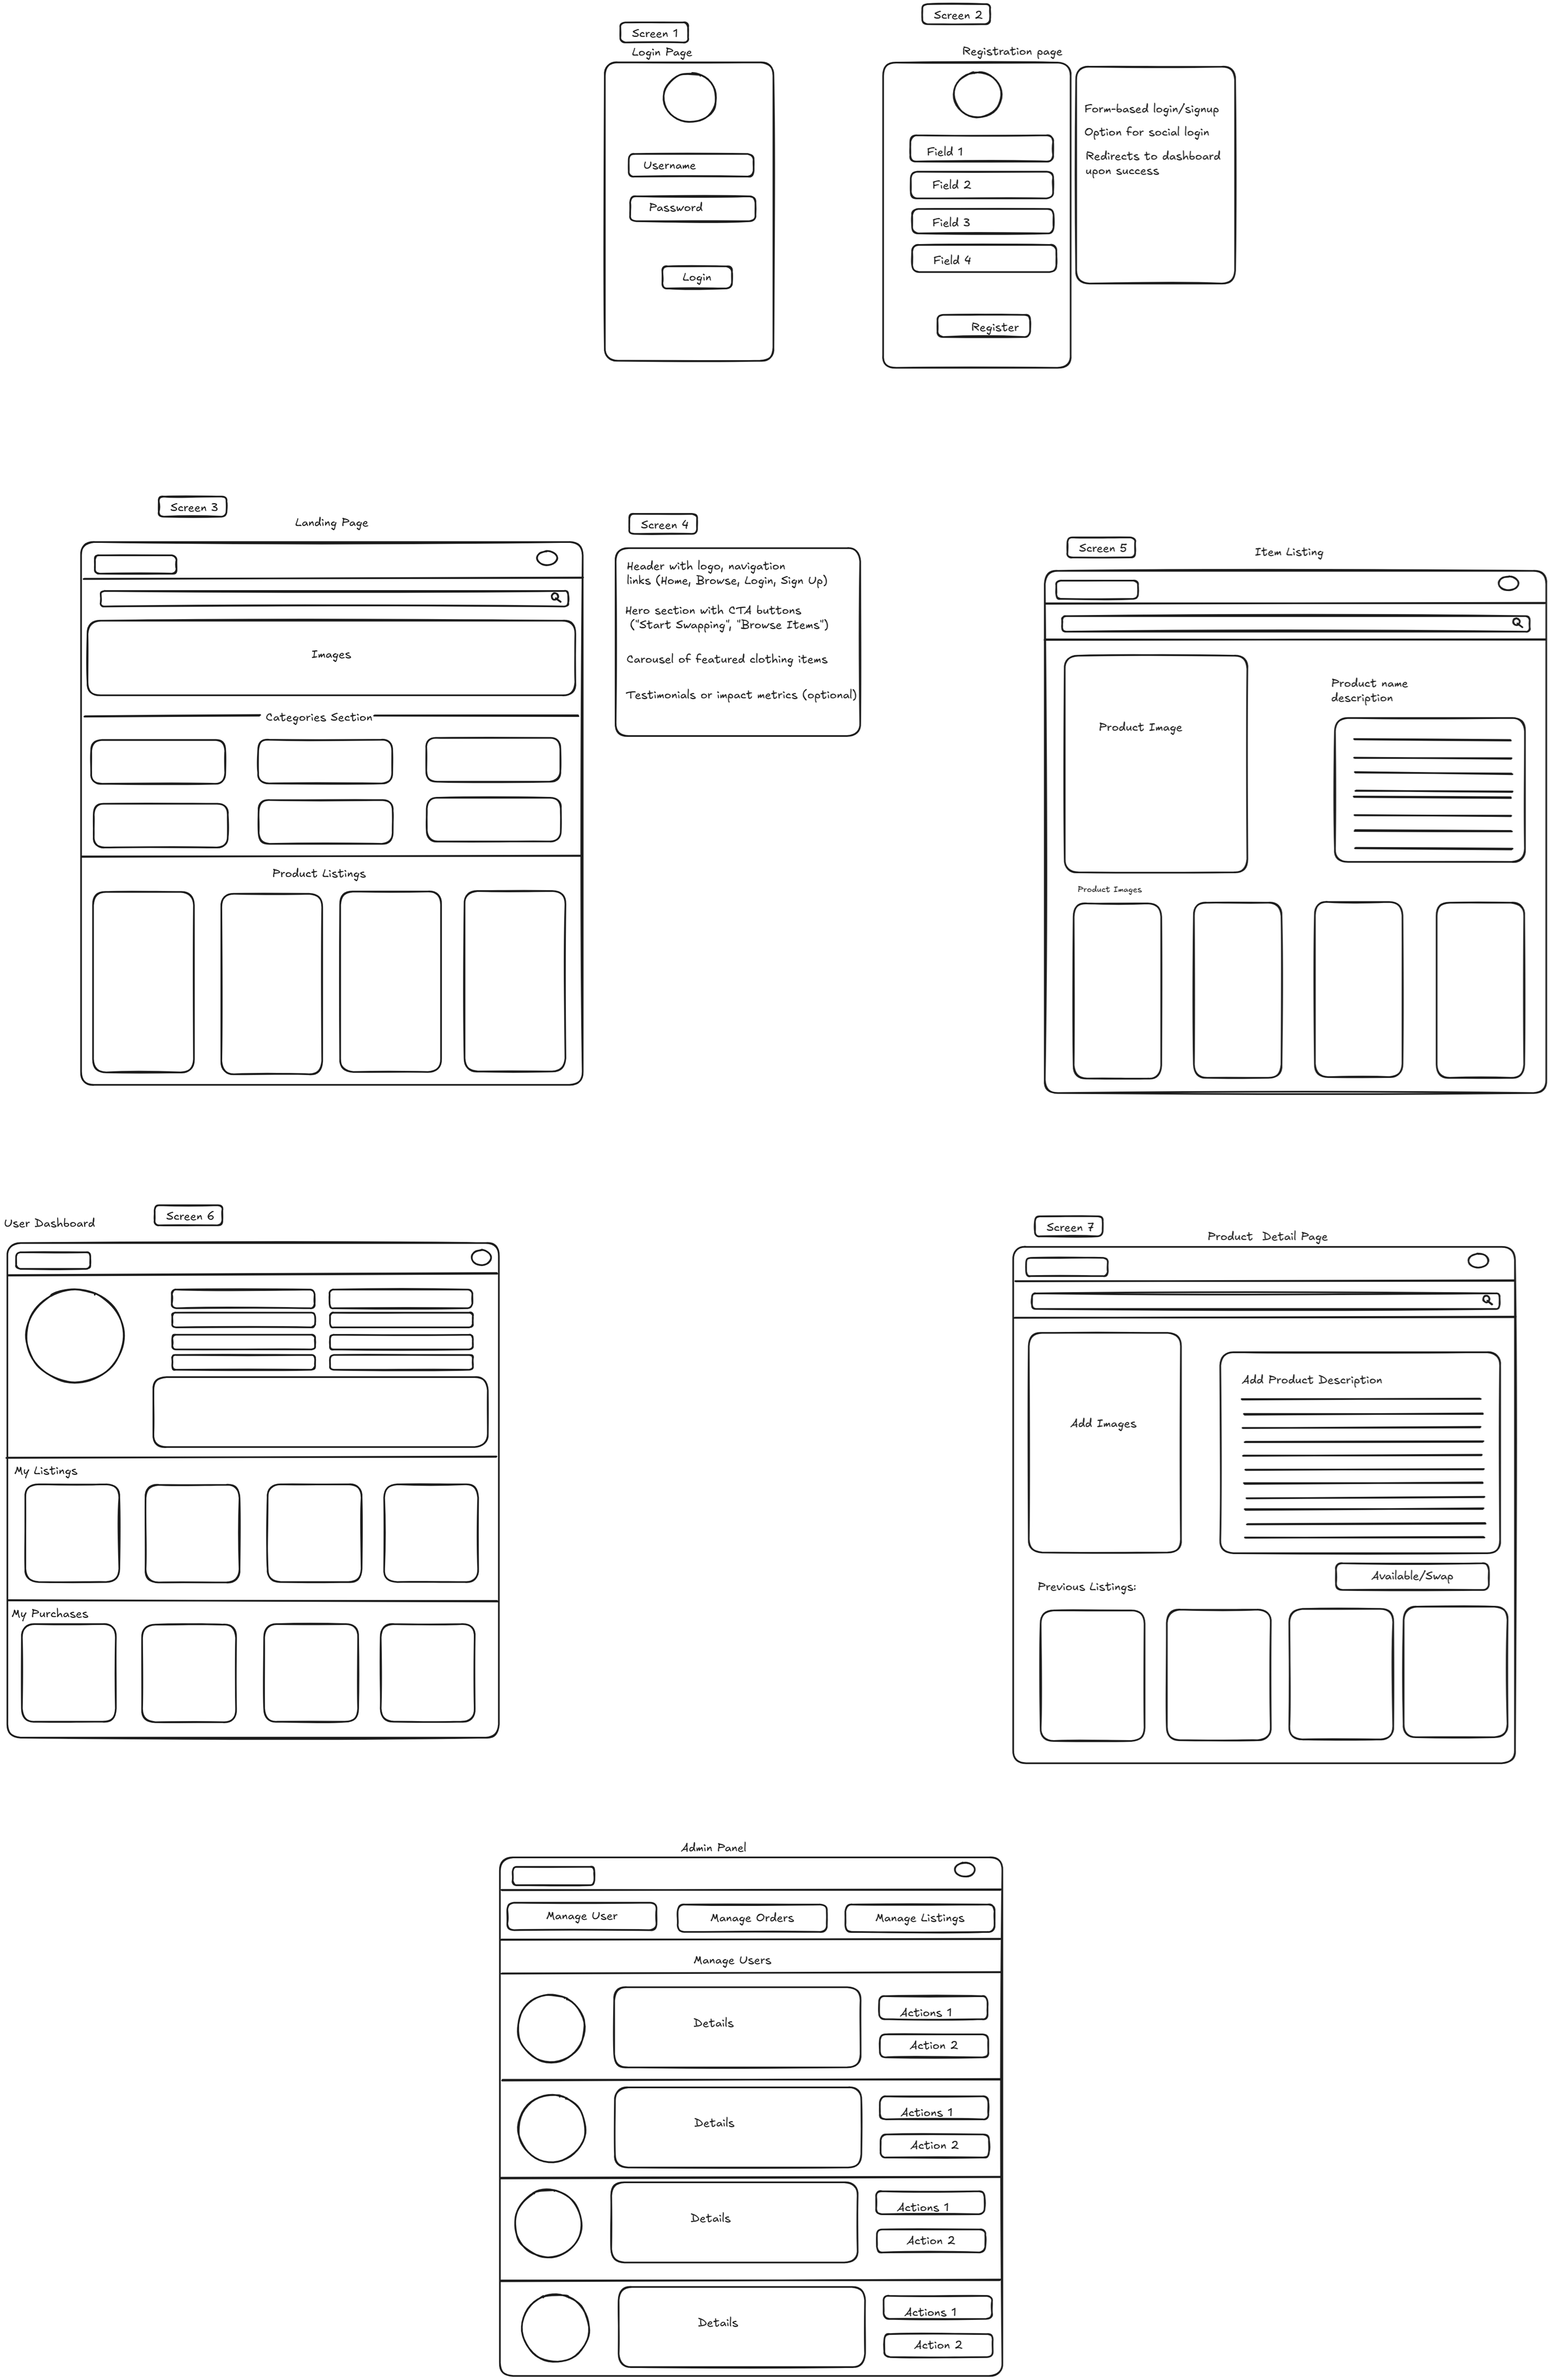 Screen 1
Login Page
Username
Password
Login
Screen 2
Registration page
Field 1
Field 2
Field 3
Field 4
Register
Form-based login/signup
Option for social login
Redirects to dashboard
upon success
Screen 3
Landing Page
Images
Categories Section
Product Listings
Screen 4
Header with logo, navigation
links (Home, Browse, Login, Sign Up)
Hero section with CTA buttons
("Start Swapping", "Browse Items")
Carousel of featured clothing items
Testimonials or impact metrics (optional)
Screen 5
Item Listing
Product Image
Product name
description
Product Images
User Dashboard
Screen 6
My Listings
My Purchases
Screen 7
Product Detail Page
Add Images
Add Product Description
Available/Swap
Previous Listings:
Admin Panel
Manage User
Manage Orders
Manage Listings
Manage Users
Details
Actions 1
Action 2
Details
Actions 1
Action 2
Details
Actions 1
Action 2
Details
Actions 1
Action 2